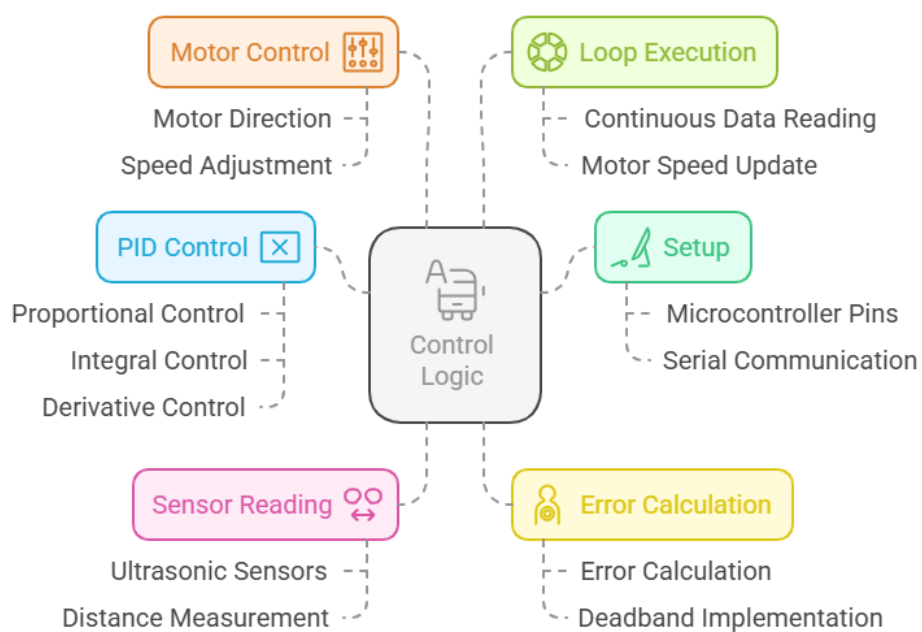 Motor Control
Motor Direction
Speed Adjustment
Loop Execution
Continuous Data Reading
Motor Speed Update
PID Control
Proportional Control
Integral Control
Derivative Control
A
Control
Logic
Setup
Microcontroller Pins
Serial Communication
Sensor Reading
Ultrasonic Sensors
Distance Measurement
Error Calculation
Error Calculation
Deadband Implementation